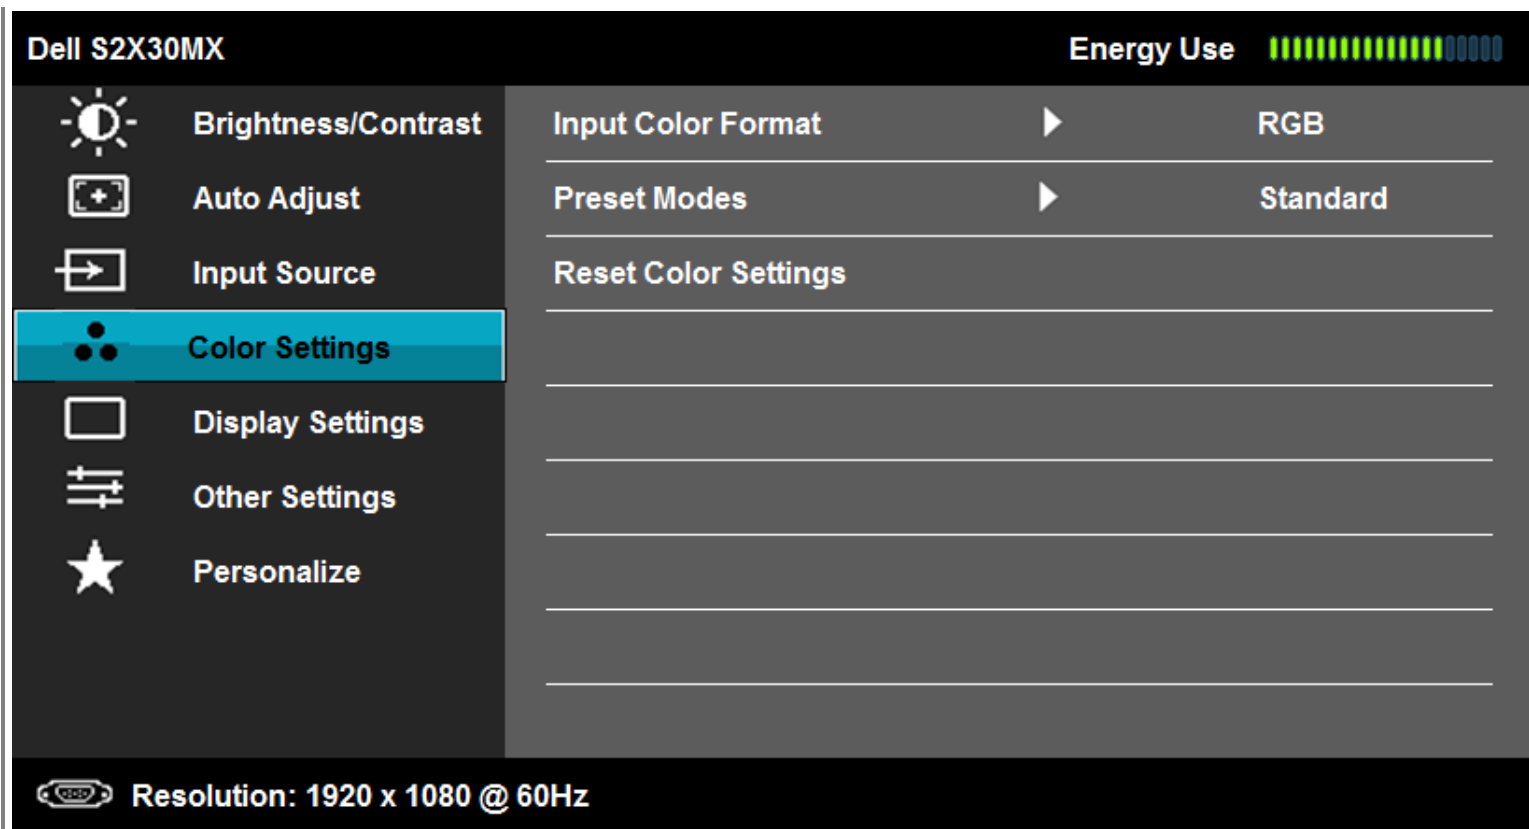 Dell S2X30MX Energy Use
Brightness/Contrast Input Color Format RGB
Auto Adjust Preset Modes Standard
Input Source Reset Color Settings
Color Settings
Display Settings
Other Settings
Personalize
Resolution: 1920 x 1080 @ 60Hz